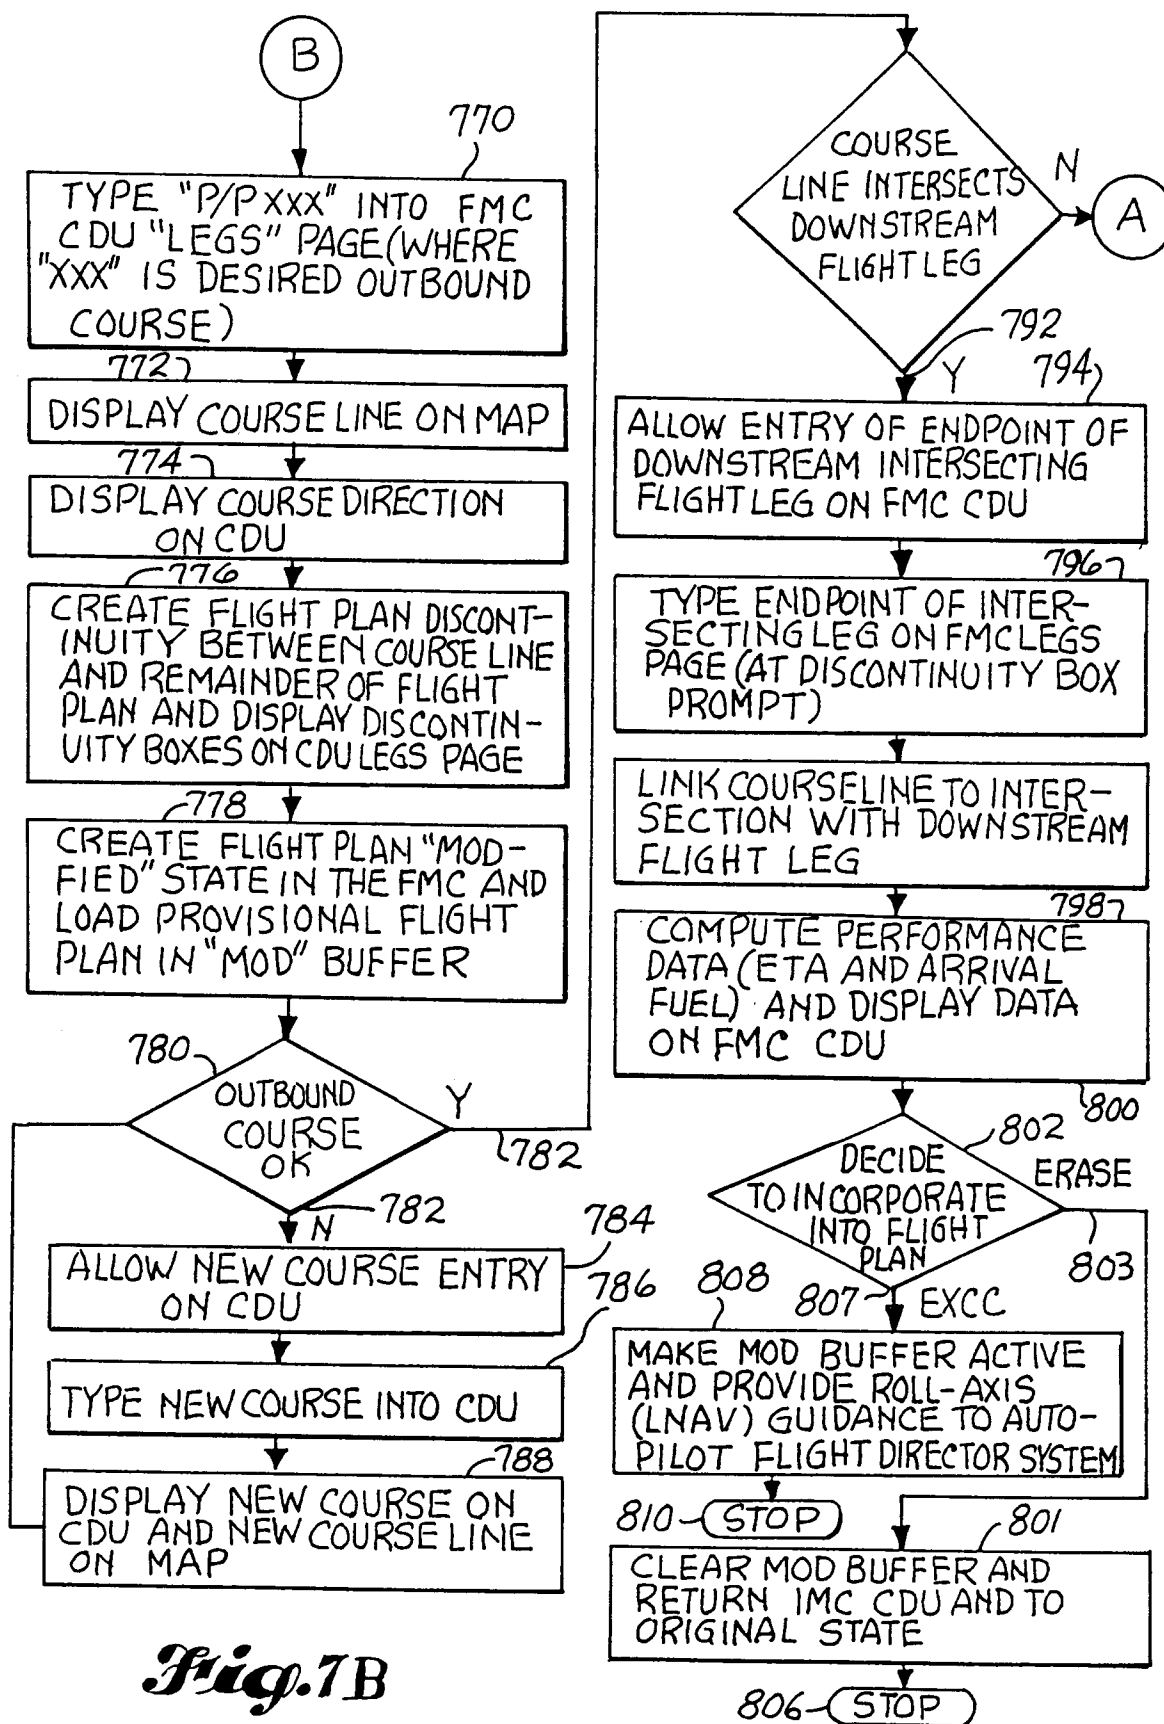 B
770
TYPE "P/P XXX" INTO FMC
CDU "LEGS" PAGE (WHERE
"XXX" IS DESIRED OUTBOUND
COURSE)
772
DISPLAY COURSE LINE ON MAP
774
DISPLAY COURSE DIRECTION
ON CDU
776
CREATE FLIGHT PLAN DISCONT-
INUITY BETWEEN COURSE LINE
AND REMAINDER OF FLIGHT
PLAN AND DISPLAY DISCONTIN-
UITY BOXES ON CDU LEGS PAGE
778
CREATE FLIGHT PLAN "MOD-
FIED" STATE IN THE FMC AND
LOAD PROVISIONAL FLIGHT
PLAN IN "MOD" BUFFER
780
OUTBOUND
COURSE
OK
Y
782
782
N
784
ALLOW NEW COURSE ENTRY
ON CDU
786
TYPE NEW COURSE INTO CDU
788
DISPLAY NEW COURSE ON
CDU AND NEW COURSE LINE
ON MAP
COURSE
LINE INTERSECTS
DOWNSTREAM
FLIGHT LEG
N
A
792
Y
794
ALLOW ENTRY OF ENDPOINT OF
DOWNSTREAM INTERSECTING
FLIGHT LEG ON FMC CDU
796
TYPE ENDPOINT OF INTER-
SECTING LEG ON FMC LEGS
PAGE (AT DISCONTINUITY BOX
PROMPT)
LINK COURSELINE TO INTER-
SECTION WITH DOWNSTREAM
FLIGHT LEG
798
COMPUTE PERFORMANCE
DATA (ETA AND ARRIVAL
FUEL) AND DISPLAY DATA
ON FMC CDU
800
802
DECIDE
TO INCORPORATE
INTO FLIGHT
PLAN
ERASE
803
807
EXCC
808
MAKE MOD BUFFER ACTIVE
AND PROVIDE ROLL-AXIS
(LNAV) GUIDANCE TO AUTO-
PILOT FLIGHT DIRECTOR SYSTEM
810
STOP
801
CLEAR MOD BUFFER AND
RETURN IMC CDU AND TO
ORIGINAL STATE
806
STOP
Fig. 7B